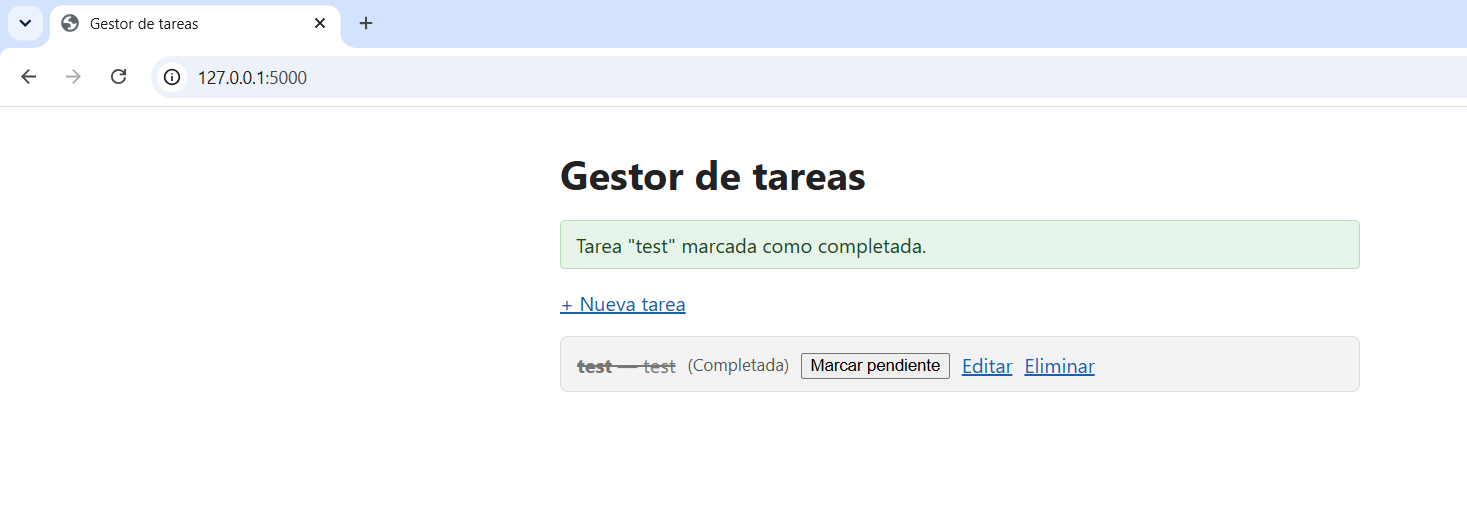 Gestor de tareas
127.0.0.1:5000
Gestor de tareas
Tarea "test" marcada como completada.
+ Nueva tarea
test — test (Completada) Marcar pendiente Editar Eliminar